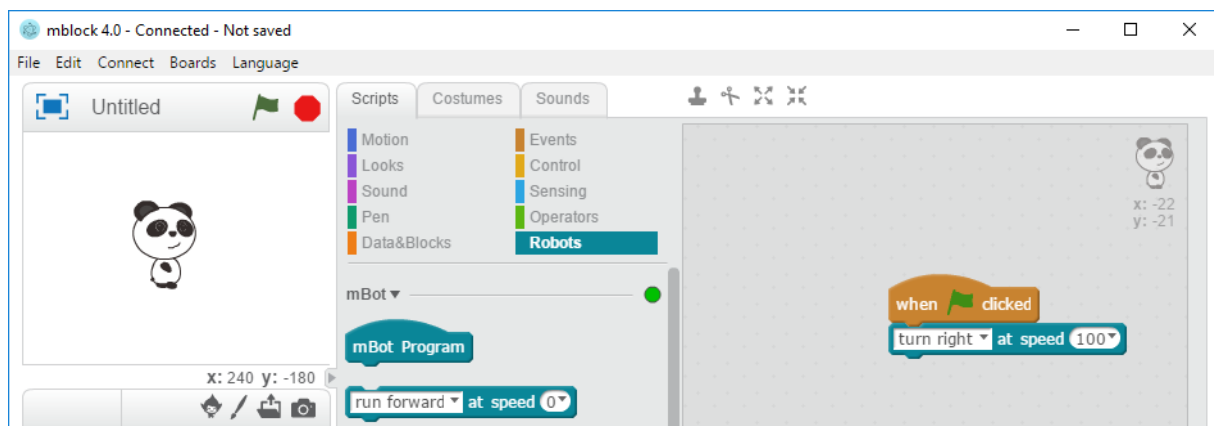 mblock 4.0 - Connected - Not saved
File Edit Connect Boards Language
Untitled
Scripts Costumes Sounds
Motion Events
Looks Control
Sound Sensing
Pen Operators
Data&Blocks Robots
mBot
mBot Program
run forward at speed 0
x: 240 y: -180
x: -22
y: -21
when clicked
turn right at speed 100